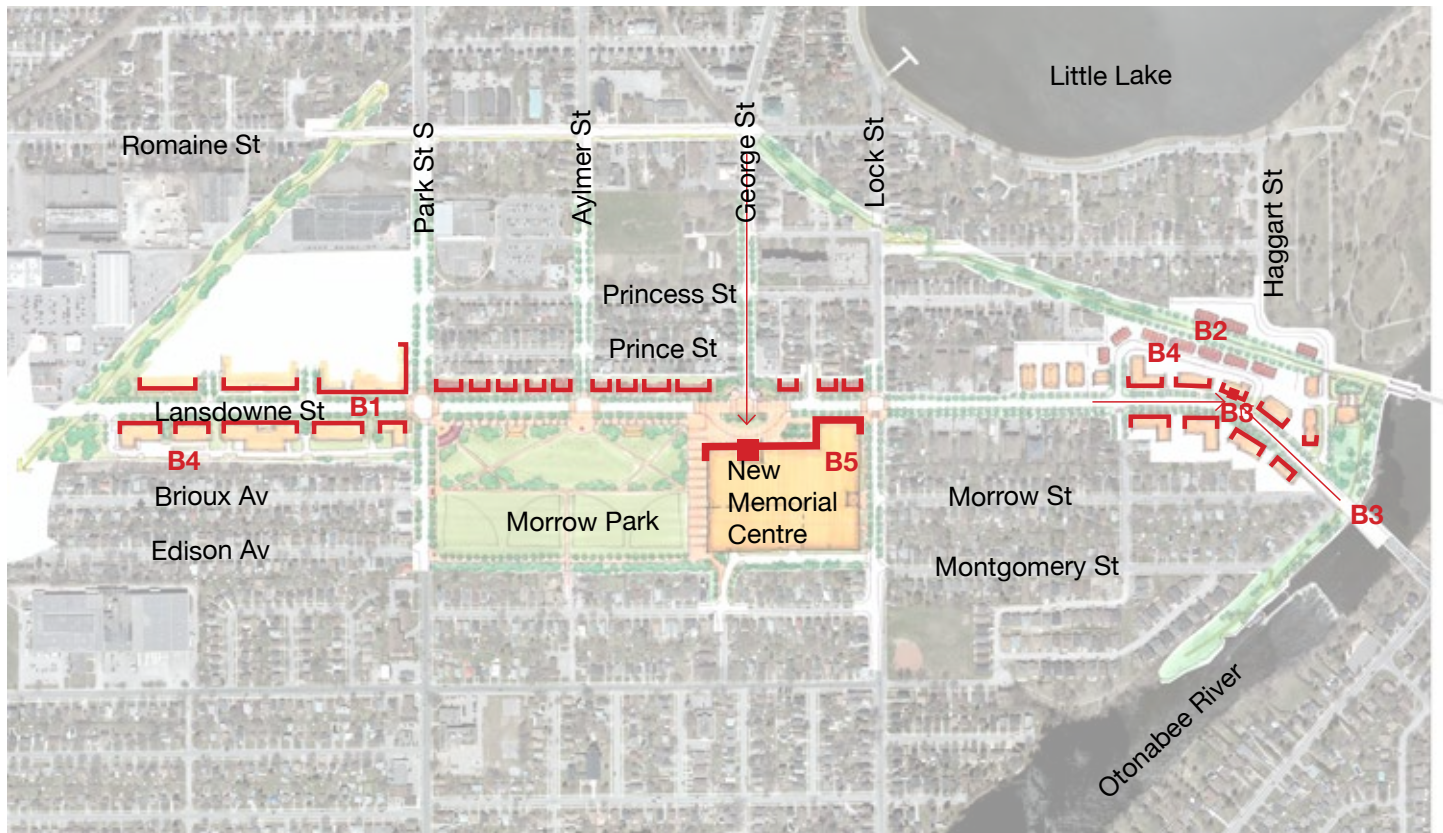 Little Lake
Romaine St
Park St S
Aylmer St
George St
Lock St
Haggart St
Princess St
Prince St
B2
B4
Lansdowne St
B1
B3
B4
B5
New
Memorial
Centre
Brioux Av
Morrow St
Morrow Park
B3
Edison Av
Montgomery St
Otonabee River